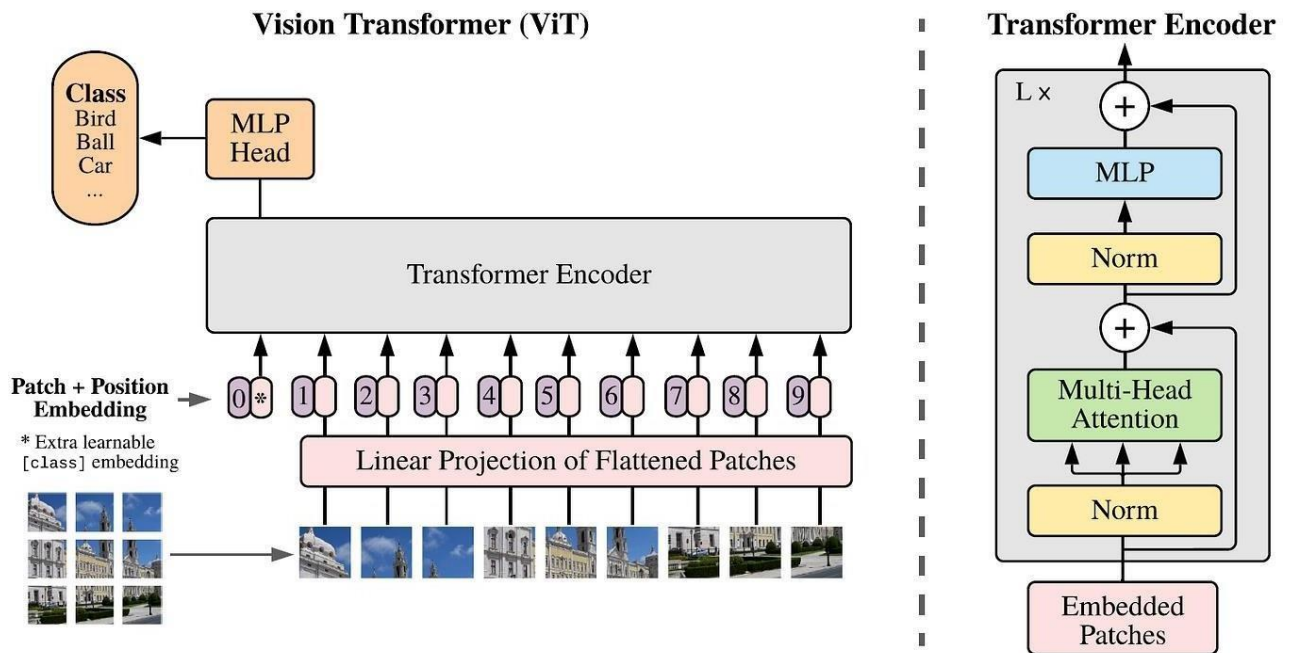 Vision Transformer (ViT)
Class
Bird
Ball
Car
...
MLP
Head
Transformer Encoder
Patch + Position
Embedding
0 * 1 2 3 4 5 6 7 8 9
* Extra learnable
[class] embedding
Linear Projection of Flattened Patches
Transformer Encoder
L x
+
MLP
Norm
+
Multi-Head
Attention
Norm
Embedded
Patches